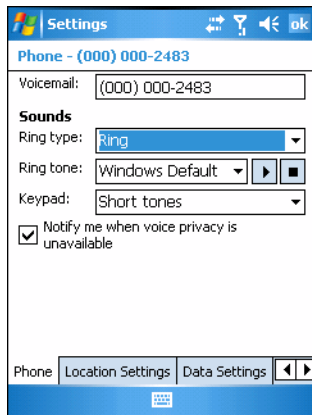 Settings ok
Phone - (000) 000-2483
Voicemail: (000) 000-2483
Sounds
Ring type: Ring
Ring tone: Windows Default
Keypad: Short tones
Notify me when voice privacy is
unavailable
Phone Location Settings Data Settings